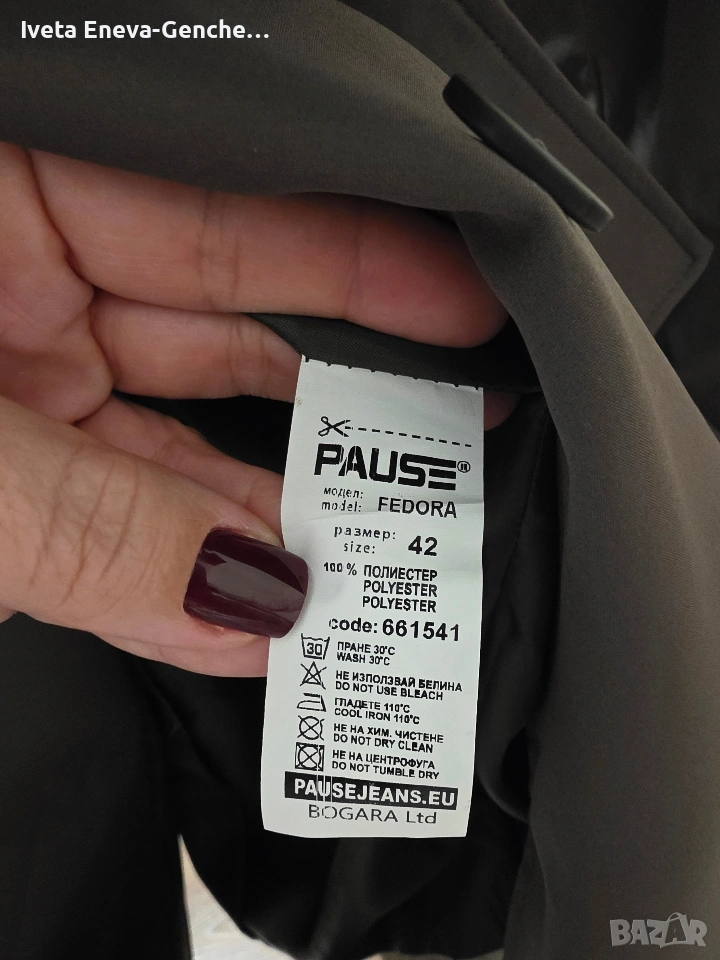 Iveta Eneva-Genche...
PAUSE®
модел:
model: FEDORA
размер:
size: 42
100 % ПОЛИЕСТЕР
POLYESTER
POLYESTER
code: 661541
30 ПРАНЕ 30°C
WASH 30°C
НЕ ИЗПОЛЗВАЙ БЕЛИНА
DO NOT USE BLEACH
ГЛАДЕТЕ 110°C
COOL IRON 110°C
НЕ НА ХИМ. ЧИСТЕНЕ
DO NOT DRY CLEAN
НЕ НА ЦЕНТРОФУГА
DO NOT TUMBLE DRY
PAUSEJEANS.EU
BOGARA Ltd
BAZAR